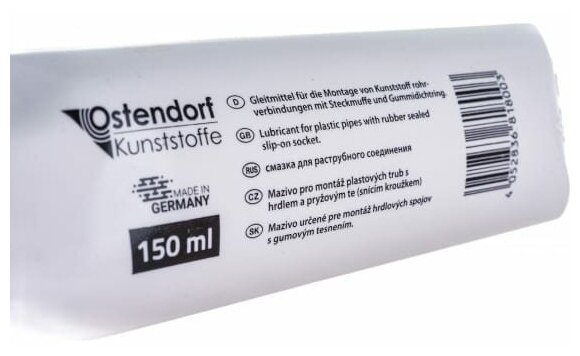 Ostendorf
Kunststoffe
MADE IN
GERMANY
150 ml
D Gleitmittel für die Montage von Kunststoff rohr-
verbindungen mit Steckmuffe und Gummidichtring.
GB Lubricant for plastic pipes with rubber sealed
slip-on socket.
RUS смазка для раструбного соединения
CZ Mazivo pro montáž plastových trub s
hrdlem a pryžovým te (snícím kroužkem)
SK Mazivo určené pre montáž hrdlových spojov
s gumovým tesnením.
4 052836 818003